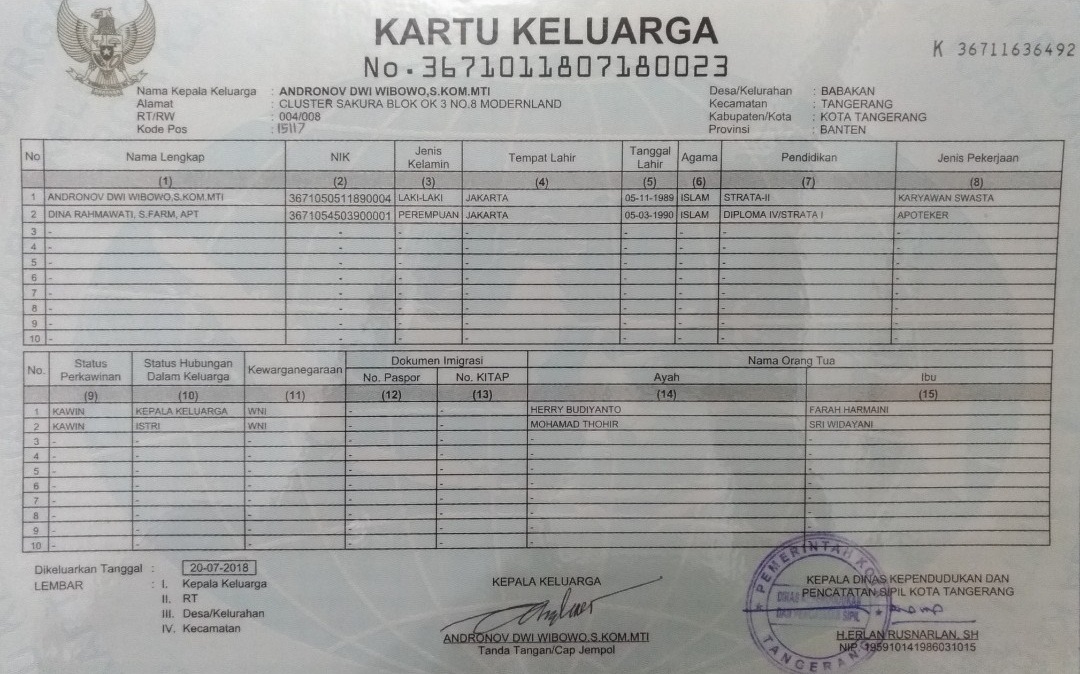 KARTU KELUARGA
No. 3671011807180023
K 36711636492
Nama Kepala Keluarga : ANDRONOV DWI WIBOWO,S.KOM.MTI
Alamat : CLUSTER SAKURA BLOK OK 3 NO.8 MODERNLAND
RT/RW : 004/008
Kode Pos : 15117
Desa/Kelurahan : BABAKAN
Kecamatan : TANGERANG
Kabupaten/Kota : KOTA TANGERANG
Provinsi : BANTEN
No Nama Lengkap NIK Jenis Kelamin Tempat Lahir Tanggal Lahir Agama Pendidikan Jenis Pekerjaan
(1) (2) (3) (4) (5) (6) (7) (8)
1 ANDRONOV DWI WIBOWO,S.KOM.MTI 3671050511890004 LAKI-LAKI JAKARTA 05-11-1989 ISLAM STRATA-II KARYAWAN SWASTA
2 DINA RAHMAWATI, S.FARM, APT 3671054503900001 PEREMPUAN JAKARTA 05-03-1990 ISLAM DIPLOMA IV/STRATA I APOTEKER
3 - - - - - - - -
4 - - - - - - - -
5 - - - - - - - -
6 - - - - - - - -
7 - - - - - - - -
8 - - - - - - - -
9 - - - - - - - -
10 - - - - - - - -
No. Status Perkawinan Status Hubungan Dalam Keluarga Kewarganegaraan Dokumen Imigrasi Nama Orang Tua
No. Paspor No. KITAP Ayah Ibu
(9) (10) (11) (12) (13) (14) (15)
1 KAWIN KEPALA KELUARGA WNI - - HERRY BUDIYANTO FARAH HARMAINI
2 KAWIN ISTRI WNI - - MOHAMAD THOHIR SRI WIDAYANI
3 - - - - - - -
4 - - - - - - -
5 - - - - - - -
6 - - - - - - -
7 - - - - - - -
8 - - - - - - -
9 - - - - - - -
10 - - - - - - -
Dikeluarkan Tanggal : 20-07-2018
LEMBAR : I. Kepala Keluarga
II. RT
III. Desa/Kelurahan
IV. Kecamatan
KEPALA KELUARGA
ANDRONOV DWI WIBOWO,S.KOM.MTI
Tanda Tangan/Cap Jempol
KEPALA DINAS KEPENDUDUKAN DAN
PENCATATAN SIPIL KOTA TANGERANG
PEMERINTAH KOTA
DAN PENCATATAN SIPIL
TANGERANG
H.ERLAN RUSNARLAN, SH
NIP. 195910141986031015